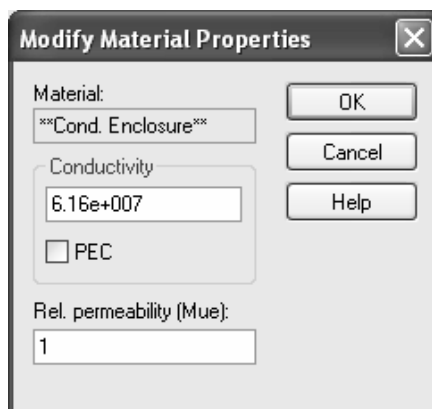 Modify Material Properties
Material:
**Cond. Enclosure**
OK
Conductivity
Cancel
6.16e+007
Help
PEC
Rel. permeability (Mue):
1